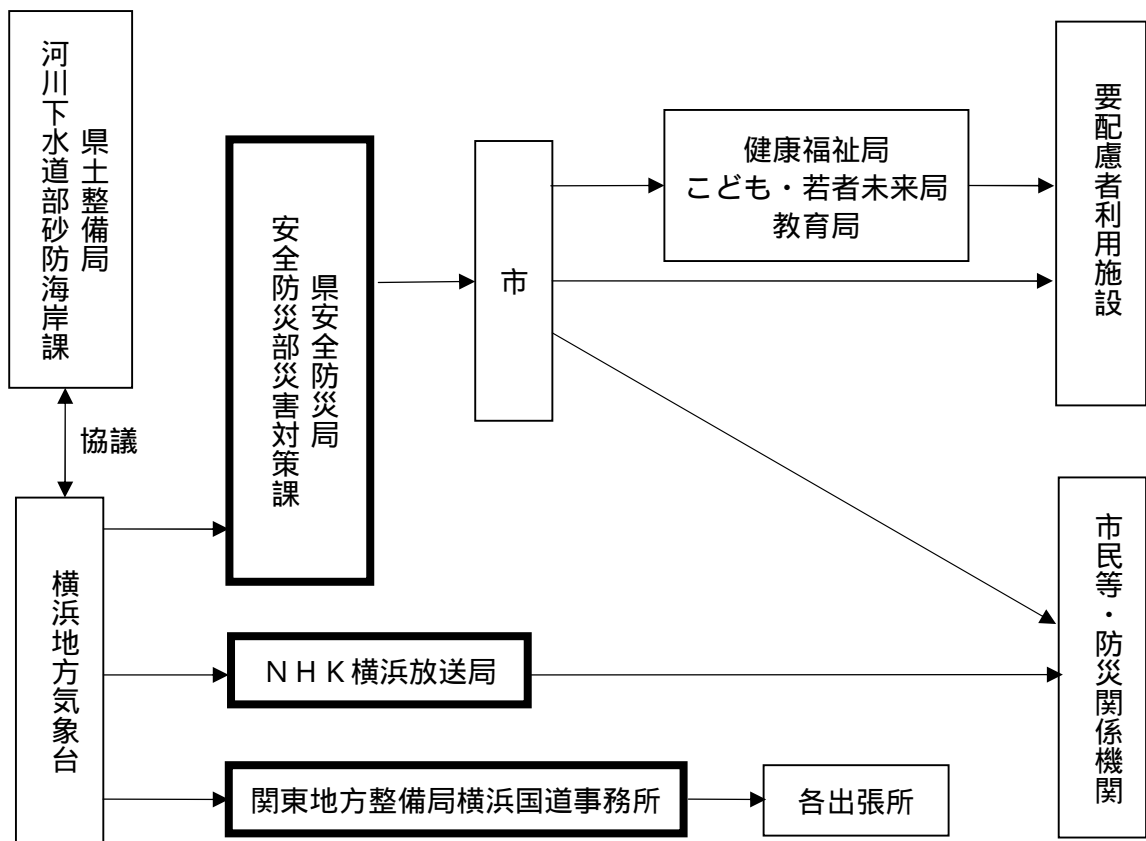 県土整備局
河川下水道部砂防海岸課
協議
横浜地方気象台
県安全防災局
安全防災部災害対策課
ＮＨＫ横浜放送局
関東地方整備局横浜国道事務所
各出張所
市
健康福祉局
こども・若者未来局
教育局
要配慮者利用施設
市民等・防災関係機関